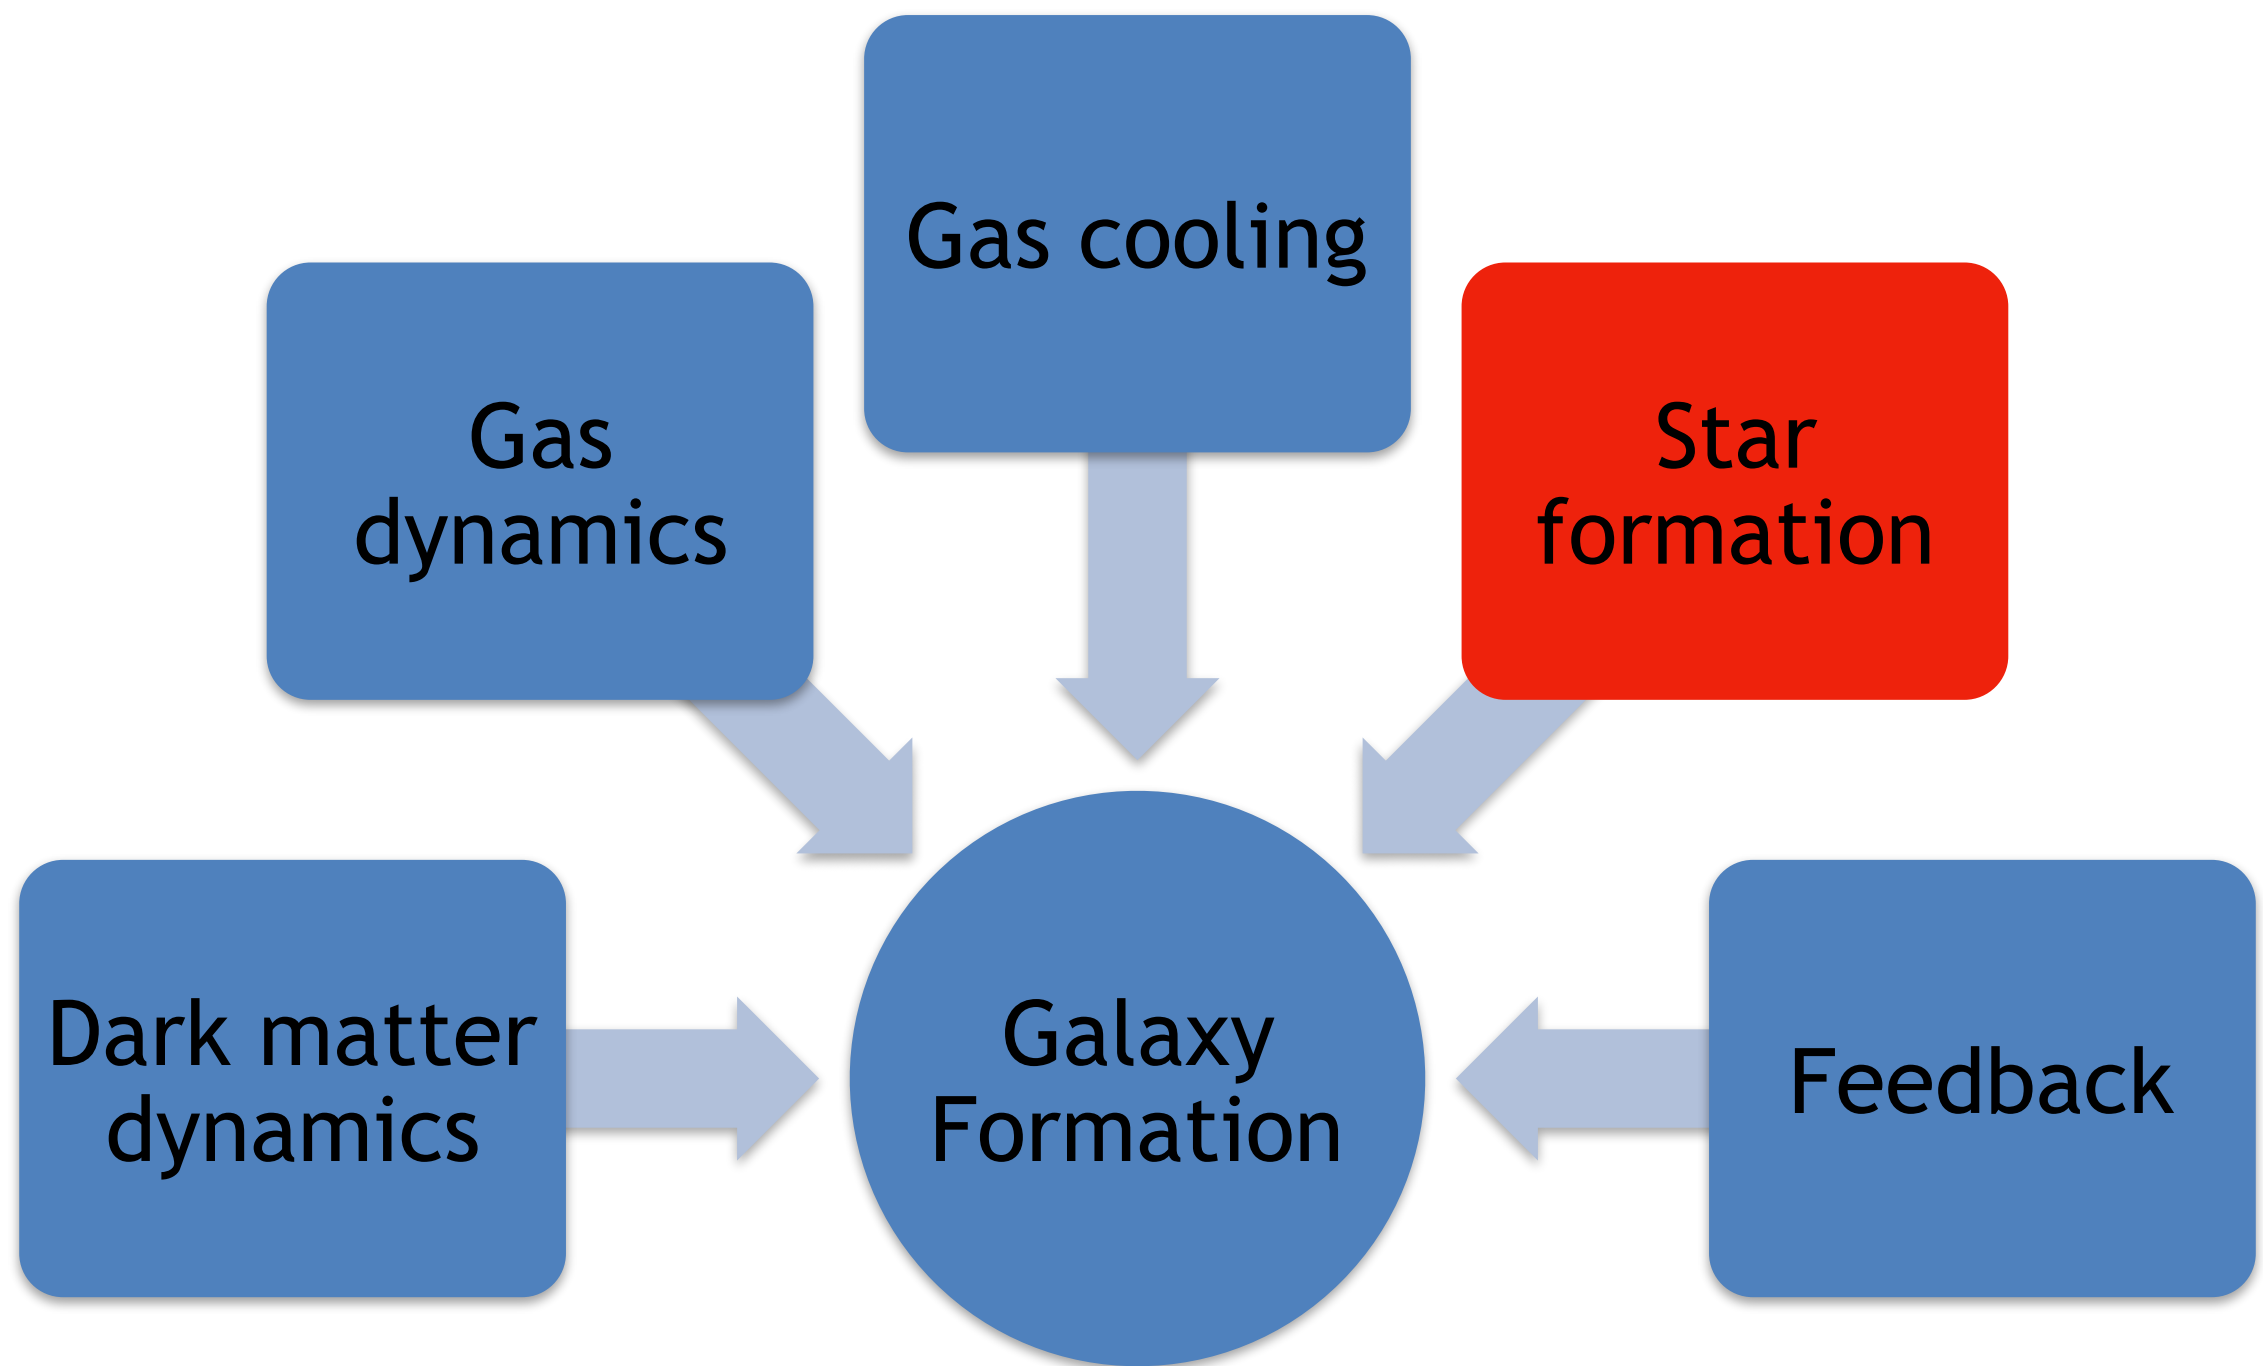 Gas cooling
Gas
dynamics
Star
formation
Dark matter
dynamics
Galaxy
Formation
Feedback